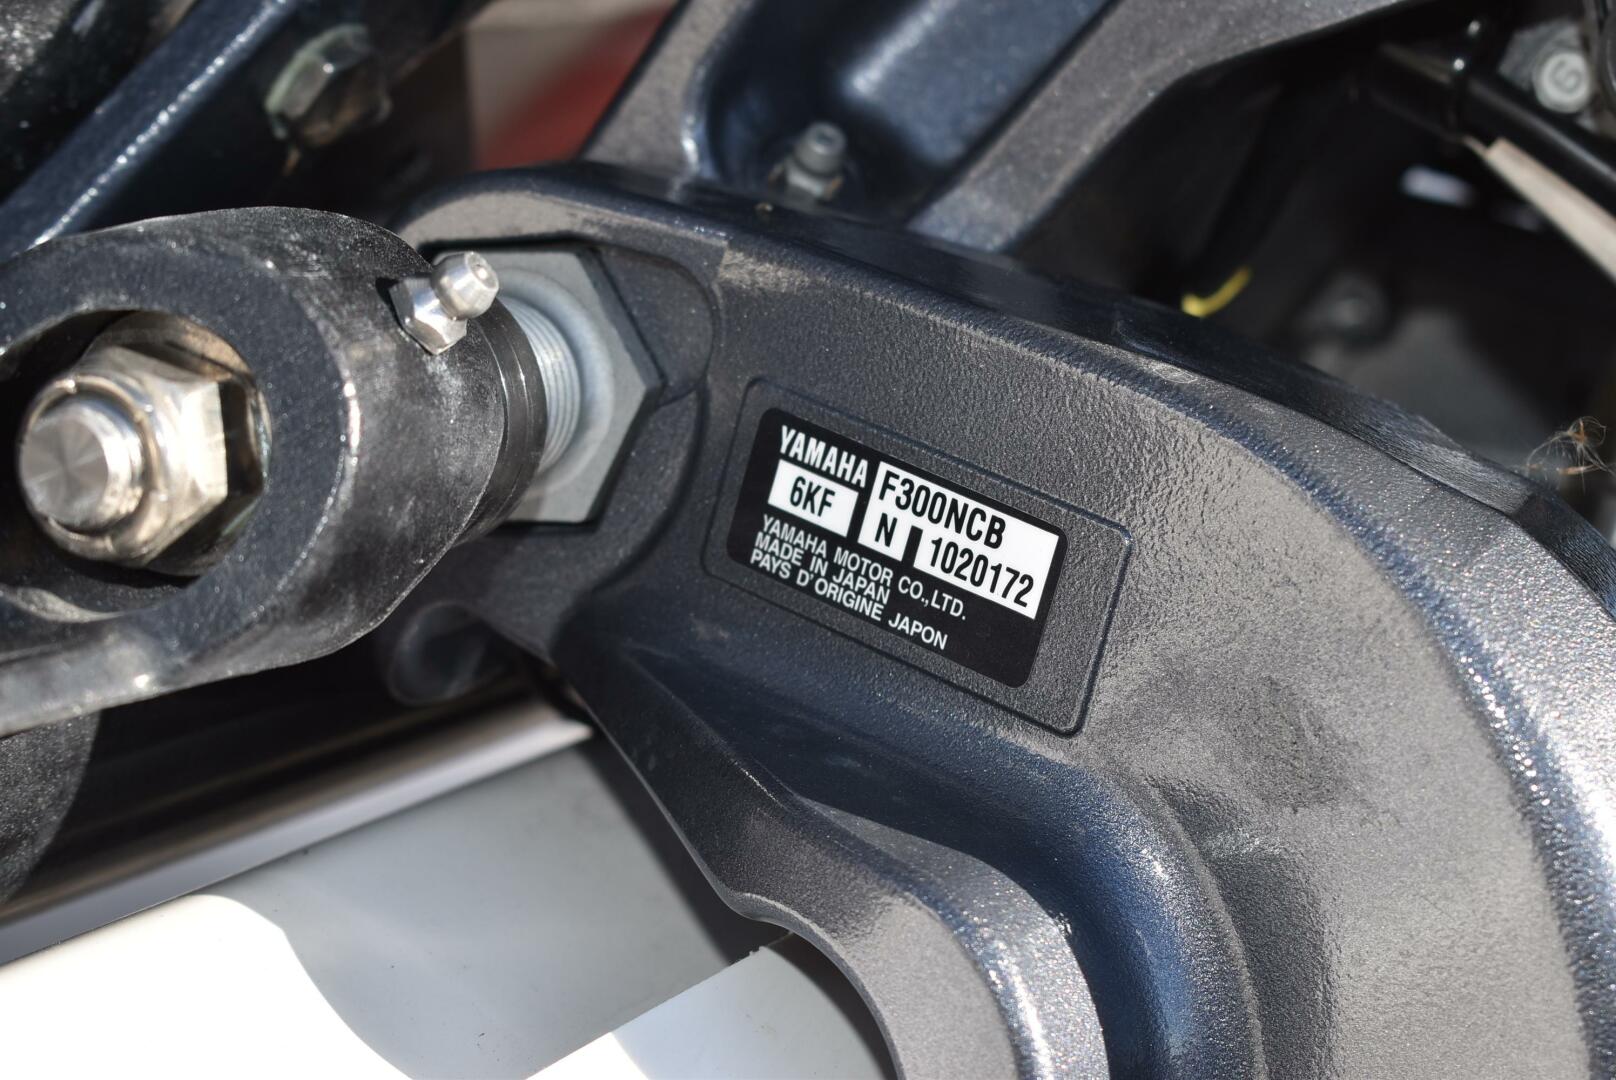 YAMAHA F300NCB
6KF N 1020172
YAMAHA MOTOR CO.,LTD.
MADE IN JAPAN
PAYS D'ORIGINE JAPON